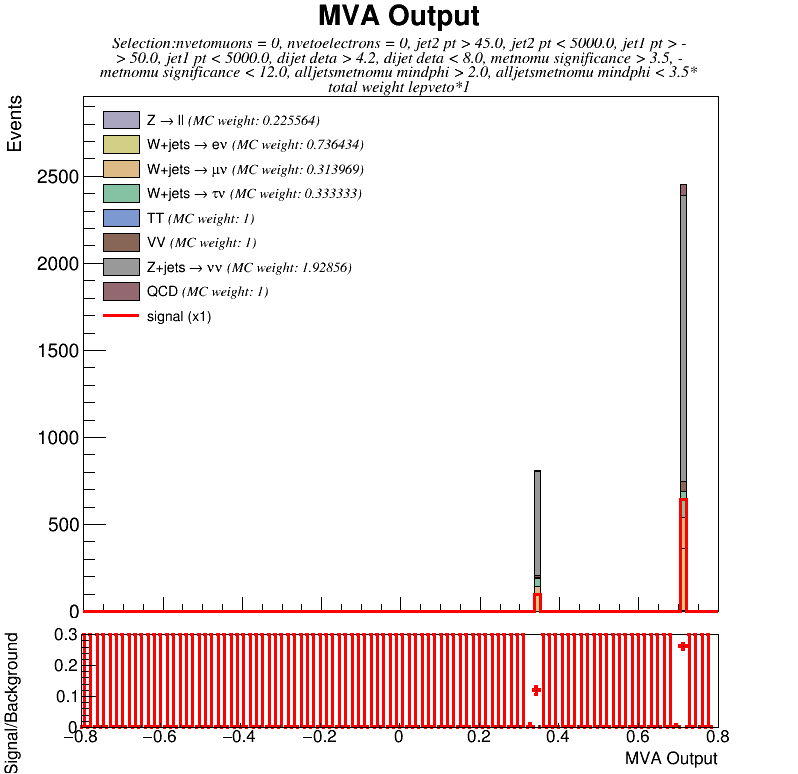 MVA Output
Selection:nvetomuons = 0, nvetoelectrons = 0, jet2 pt > 45.0, jet2 pt < 5000.0, jet1 pt > -
> 50.0, jet1 pt < 5000.0, dijet deta > 4.2, dijet deta < 8.0, metnomu significance > 3.5, -
metnomu significance < 12.0, alljetsmetnomu mindphi > 2.0, alljetsmetnomu mindphi < 3.5*
total weight lepveto*1
Events
Z → ll (MC weight: 0.225564)
W+jets → eν (MC weight: 0.736434)
W+jets → μν (MC weight: 0.313969)
W+jets → τν (MC weight: 0.333333)
TT (MC weight: 1)
VV (MC weight: 1)
Z+jets → νν (MC weight: 1.92856)
QCD (MC weight: 1)
signal (x1)
2500
2000
1500
1000
500
0
Signal/Background
0.3
0.2
0.1
0
−0.8 −0.6 −0.4 −0.2 0 0.2 0.4 0.6 0.8
MVA Output